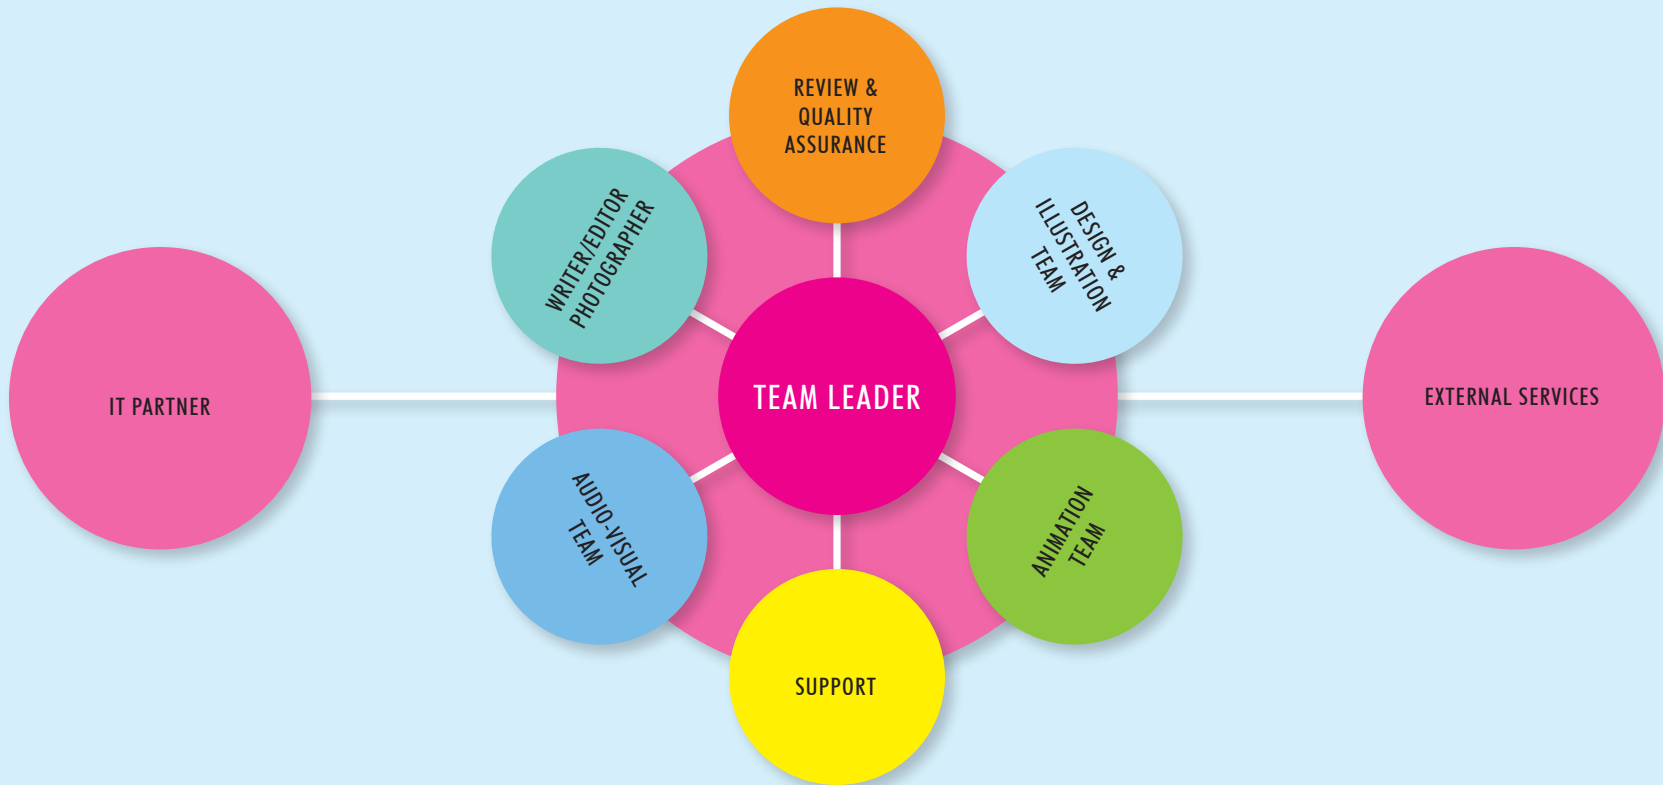 REVIEW &
QUALITY
ASSURANCE
WRITER/EDITOR
PHOTOGRAPHER
DESIGN &
ILLUSTRATION
TEAM
IT PARTNER
TEAM LEADER
EXTERNAL SERVICES
AUDIO-VISUAL
TEAM
ANIMATION
TEAM
SUPPORT